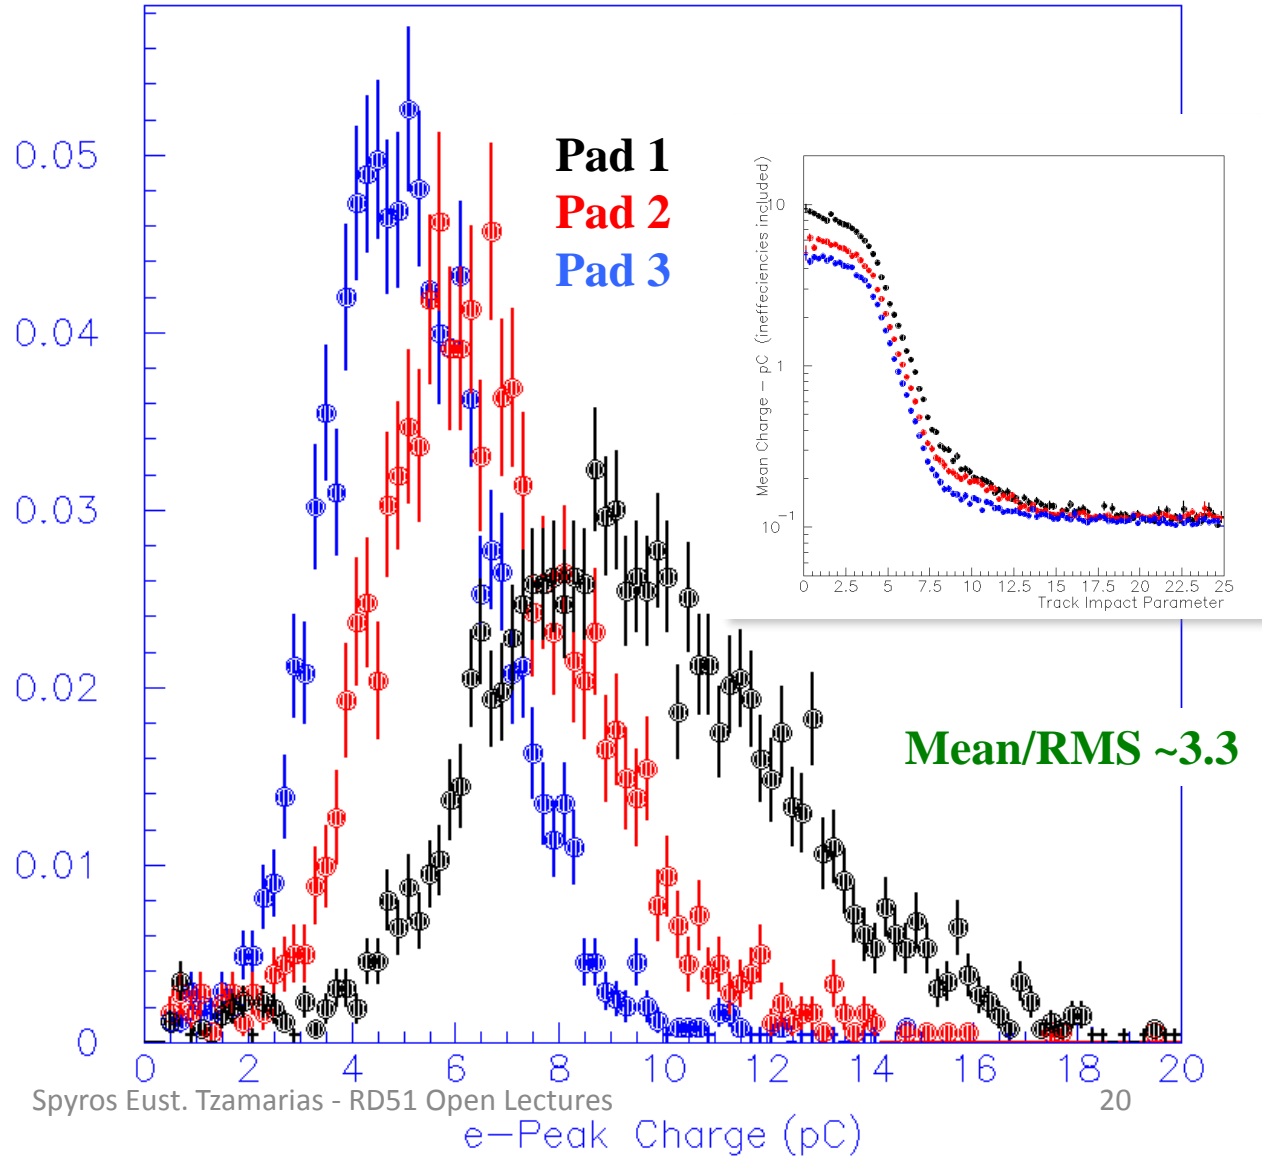 0.05
0.04
0.03
0.02
0.01
0
Pad 1
Pad 2
Pad 3
Mean Charge - pC (ineffeciencies included)
10
1
10⁻¹
0 2.5 5 7.5 10 12.5 15 17.5 20 22.5 25
Track Impact Parameter
Mean/RMS ~3.3
0 2 4 6 8 10 12 14 16 18 20
Spyros Eust. Tzamarias - RD51 Open Lectures 20
e-Peak Charge (pC)